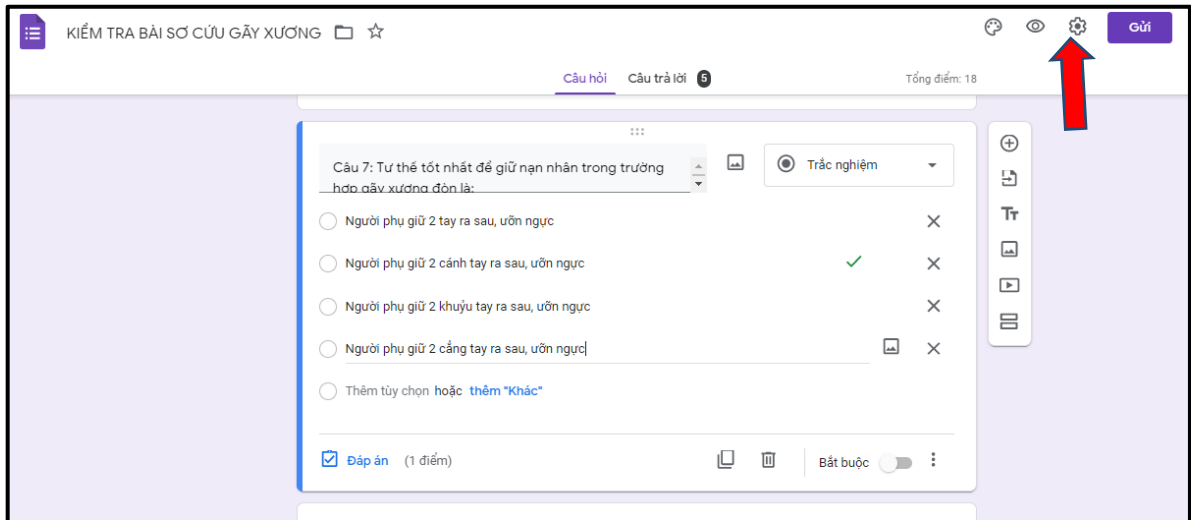 KIỂM TRA BÀI SƠ CỨU GÃY XƯƠNG
Gửi
Câu hỏi Câu trả lời 5 Tổng điểm: 18
Câu 7: Tư thế tốt nhất để giữ nạn nhân trong trường
hợp gãy xương đòn là:
Trắc nghiệm
Người phụ giữ 2 tay ra sau, ưỡn ngực
Người phụ giữ 2 cánh tay ra sau, ưỡn ngực
Người phụ giữ 2 khuỷu tay ra sau, ưỡn ngực
Người phụ giữ 2 cẳng tay ra sau, ưỡn ngực
Thêm tùy chọn hoặc thêm "Khác"
Đáp án (1 điểm) Bắt buộc